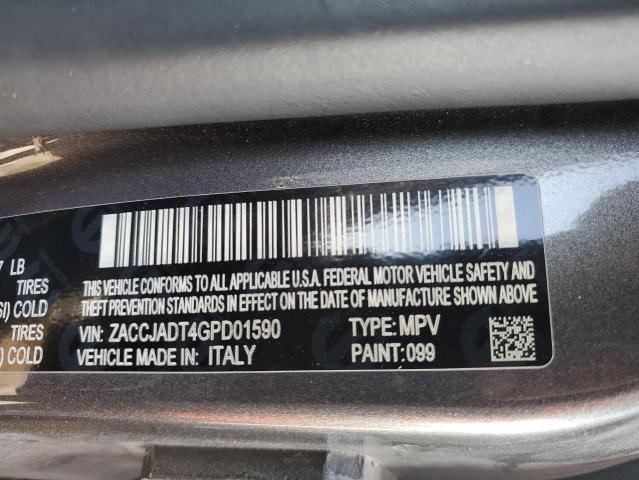 7 LB
TIRES
SI) COLD
TIRES
) COLD
THIS VEHICLE CONFORMS TO ALL APPLICABLE U.S.A. FEDERAL MOTOR VEHICLE SAFETY AND
THEFT PREVENTION STANDARDS IN EFFECT ON THE DATE OF MANUFACTURE SHOWN ABOVE
VIN: ZACCJADT4GPD01590 TYPE: MPV
VEHICLE MADE IN: ITALY PAINT: 099